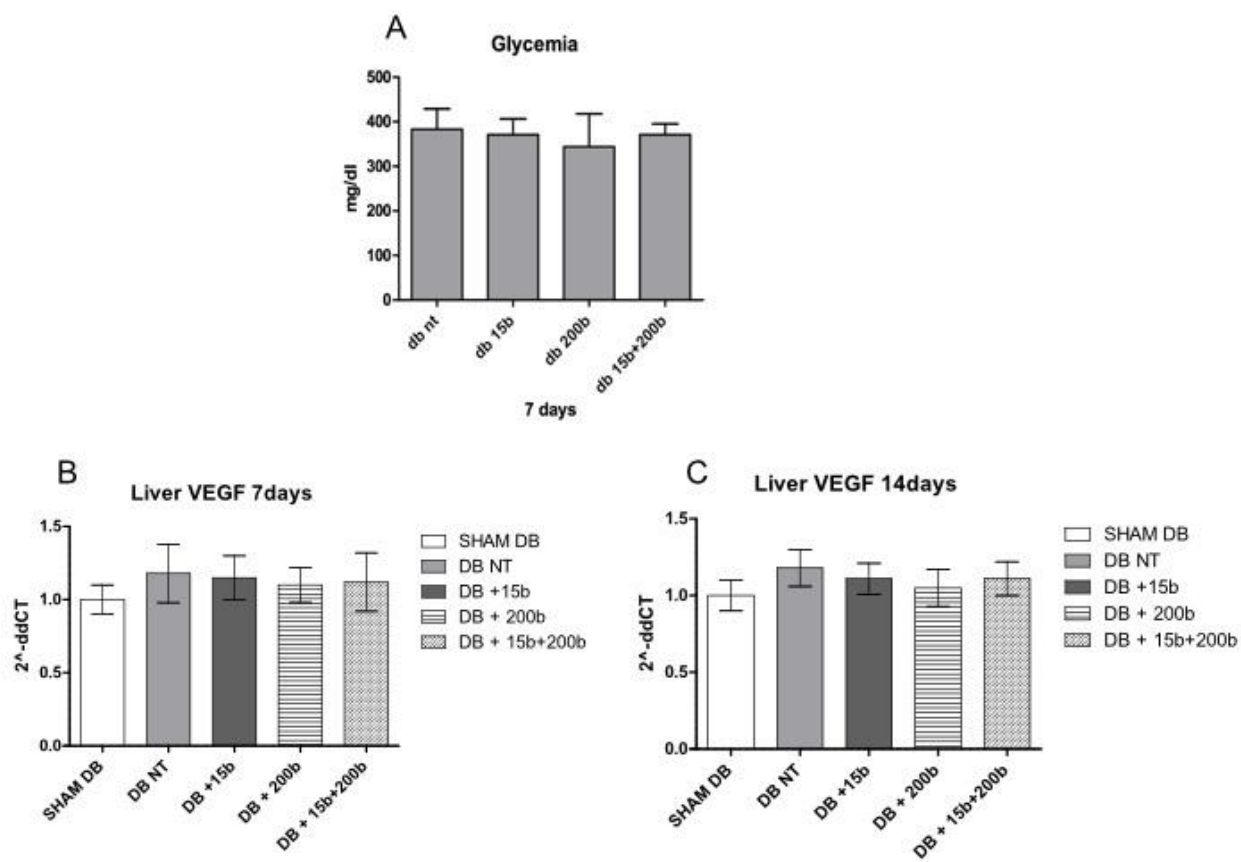 A
Glycemia
500
400
300
200
100
0
mg/dl
db nt
db 15b
db 200b
db 15b+200b
7 days
B
Liver VEGF 7days
1.5
1.0
0.5
0.0
2^-ddCT
SHAM DB
DB NT
DB +15b
DB + 200b
DB + 15b+200b
SHAM DB
DB NT
DB +15b
DB + 200b
DB + 15b+200b
C
Liver VEGF 14days
1.5
1.0
0.5
0.0
2^-ddCT
SHAM DB
DB NT
DB +15b
DB + 200b
DB + 15b+200b
SHAM DB
DB NT
DB +15b
DB + 200b
DB + 15b+200b